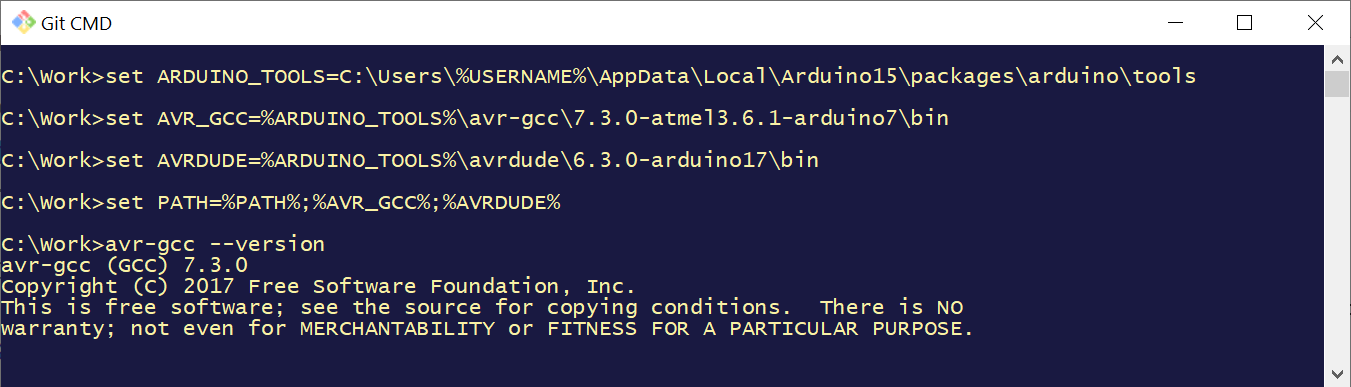 Git CMD
C:\Work>set ARDUINO_TOOLS=C:\Users\%USERNAME%\AppData\Local\Arduino15\packages\arduino\tools
C:\Work>set AVR_GCC=%ARDUINO_TOOLS%\avr-gcc\7.3.0-atmel3.6.1-arduino7\bin
C:\Work>set AVRDUDE=%ARDUINO_TOOLS%\avrdude\6.3.0-arduino17\bin
C:\Work>set PATH=%PATH%;%AVR_GCC%;%AVRDUDE%
C:\Work>avr-gcc --version
avr-gcc (GCC) 7.3.0
Copyright (C) 2017 Free Software Foundation, Inc.
This is free software; see the source for copying conditions.  There is NO
warranty; not even for MERCHANTABILITY or FITNESS FOR A PARTICULAR PURPOSE.